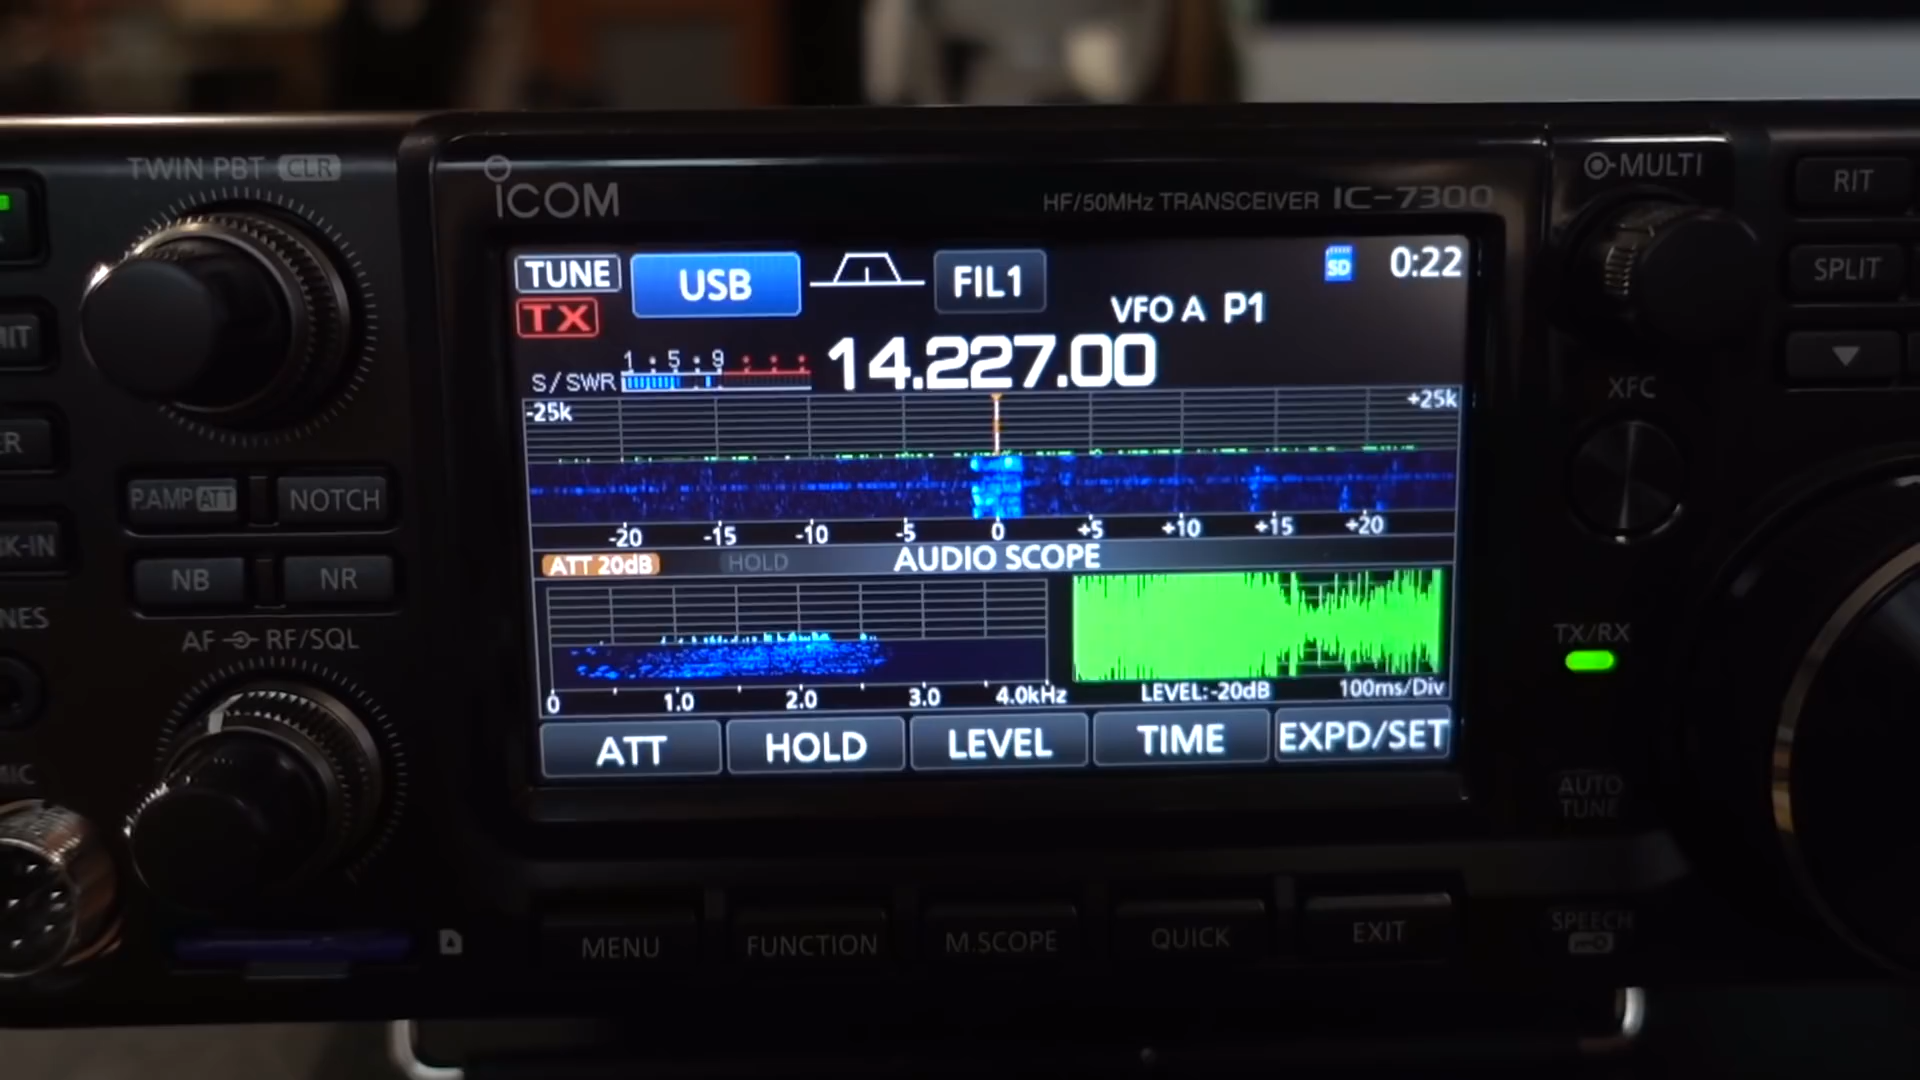 TWIN PBT CLR
ICOM
HF/50MHz TRANSCEIVER IC-7300
MULTI
RIT
TUNE
USB
FIL1
SD
0:22
TX
VFO A P1
SPLIT
S/SWR
1 · 5 · 9
14.227.00
XFC
-25k
+25k
P.AMP ATT
NOTCH
-20 -15 -10 -5 0 +5 +10 +15 +20
ATT 20dB
HOLD
AUDIO SCOPE
NB
NR
AF RF/SQL
TX/RX
0 1.0 2.0 3.0 4.0kHz
LEVEL:-20dB
100ms/Div
ATT
HOLD
LEVEL
TIME
EXPD/SET
AUTO
TUNE
MENU
FUNCTION
M.SCOPE
QUICK
EXIT
SPEECH